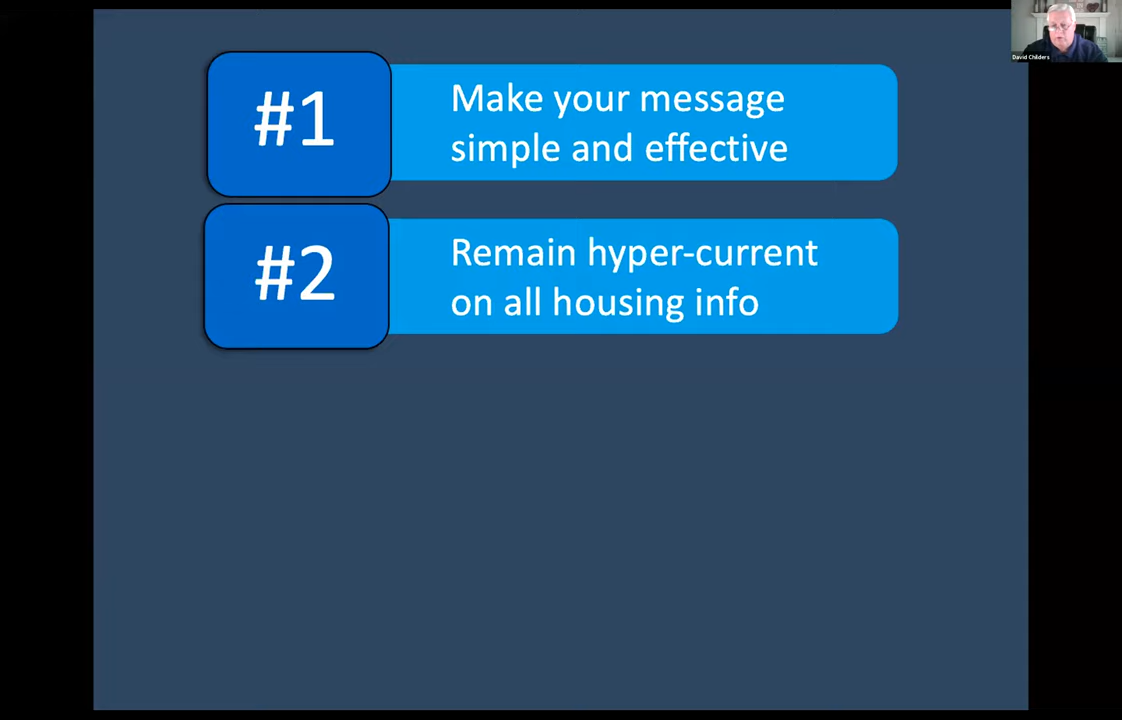 David Childers
#1
Make your message
simple and effective
#2
Remain hyper-current
on all housing info